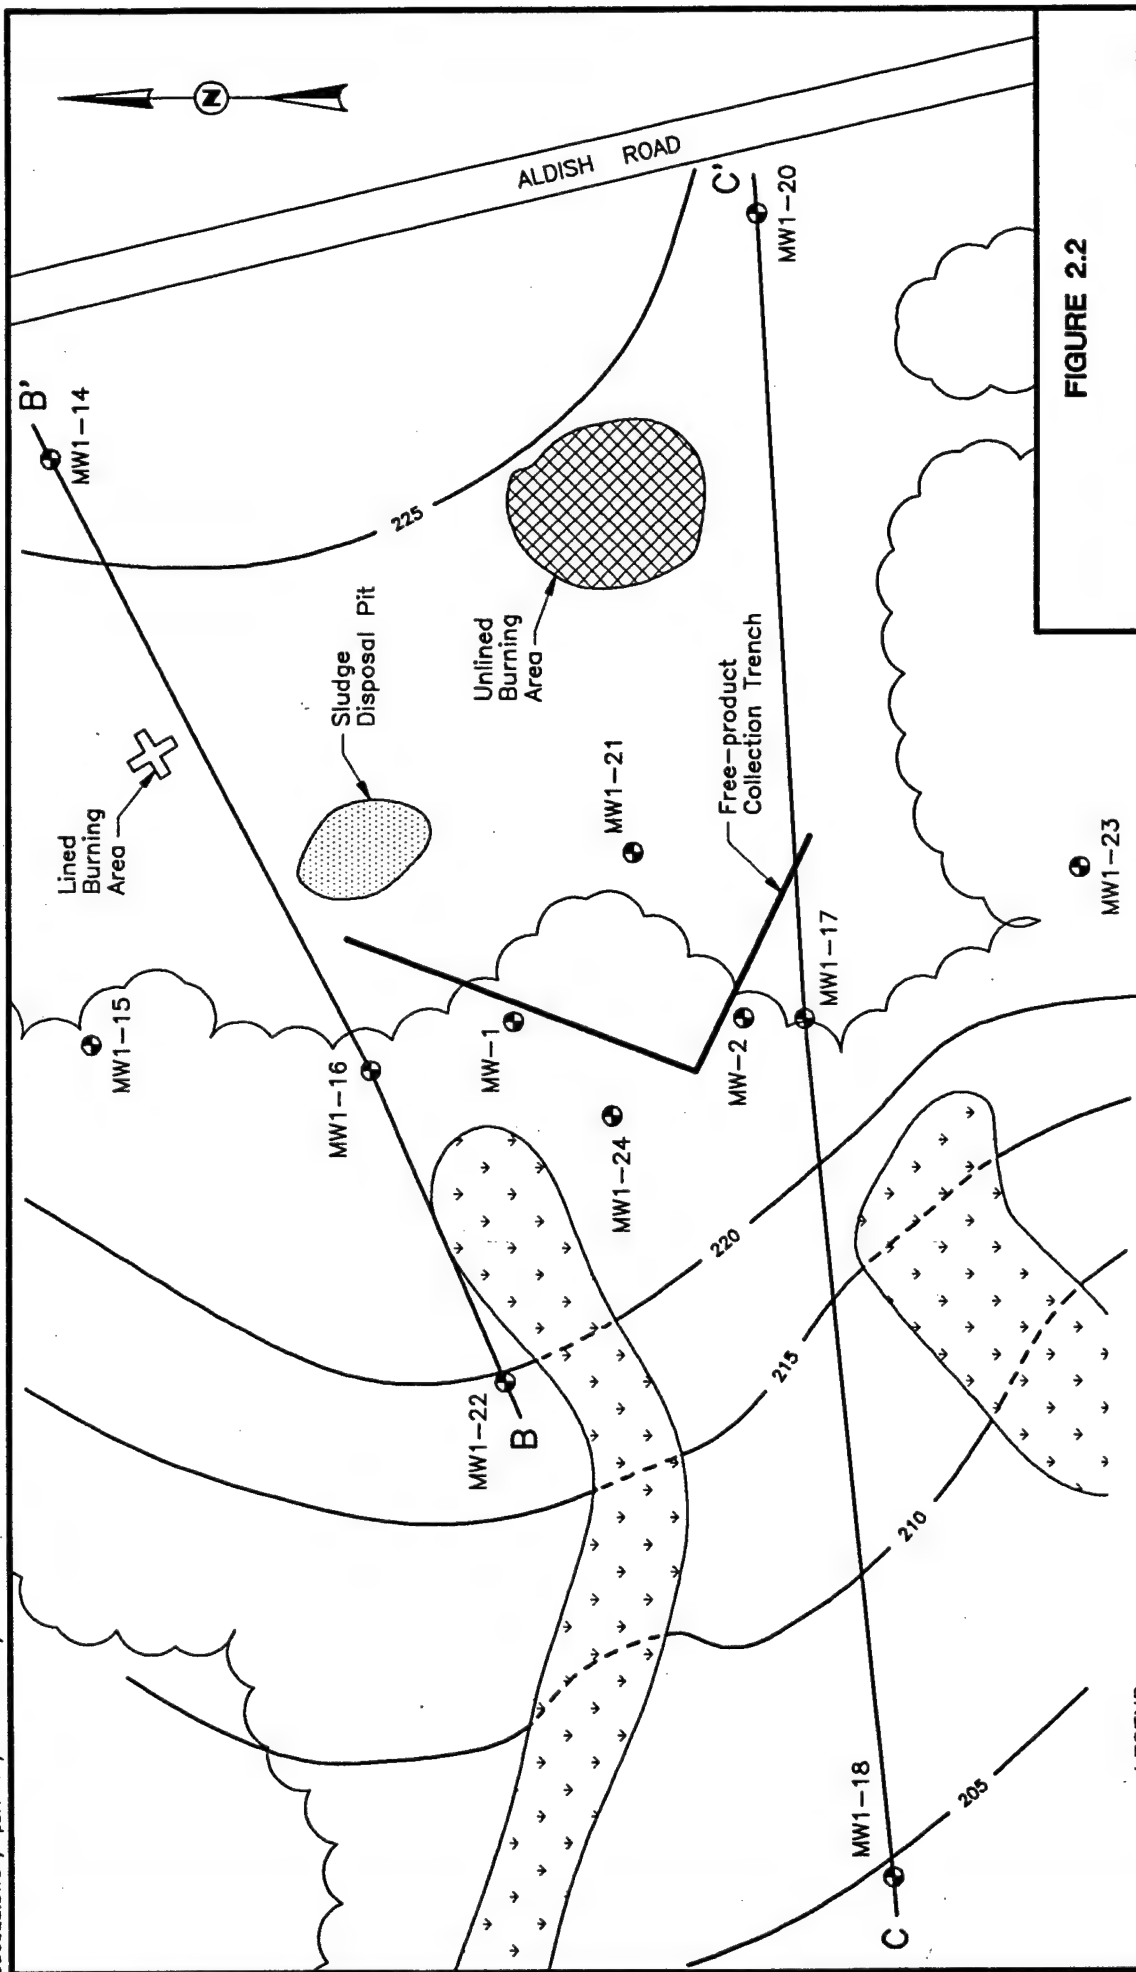 N
ALDISH ROAD
B'
MW1-14
C'
MW1-20
225
Lined
Burning
Area
Sludge
Disposal Pit
Unlined
Burning
Area
Free-product
Collection Trench
MW1-21
MW1-15
MW1-16
MW-1
MW1-24
MW-2
MW1-17
MW1-23
MW1-22
B
220
215
210
205
MW1-18
C
FIGURE 2.2